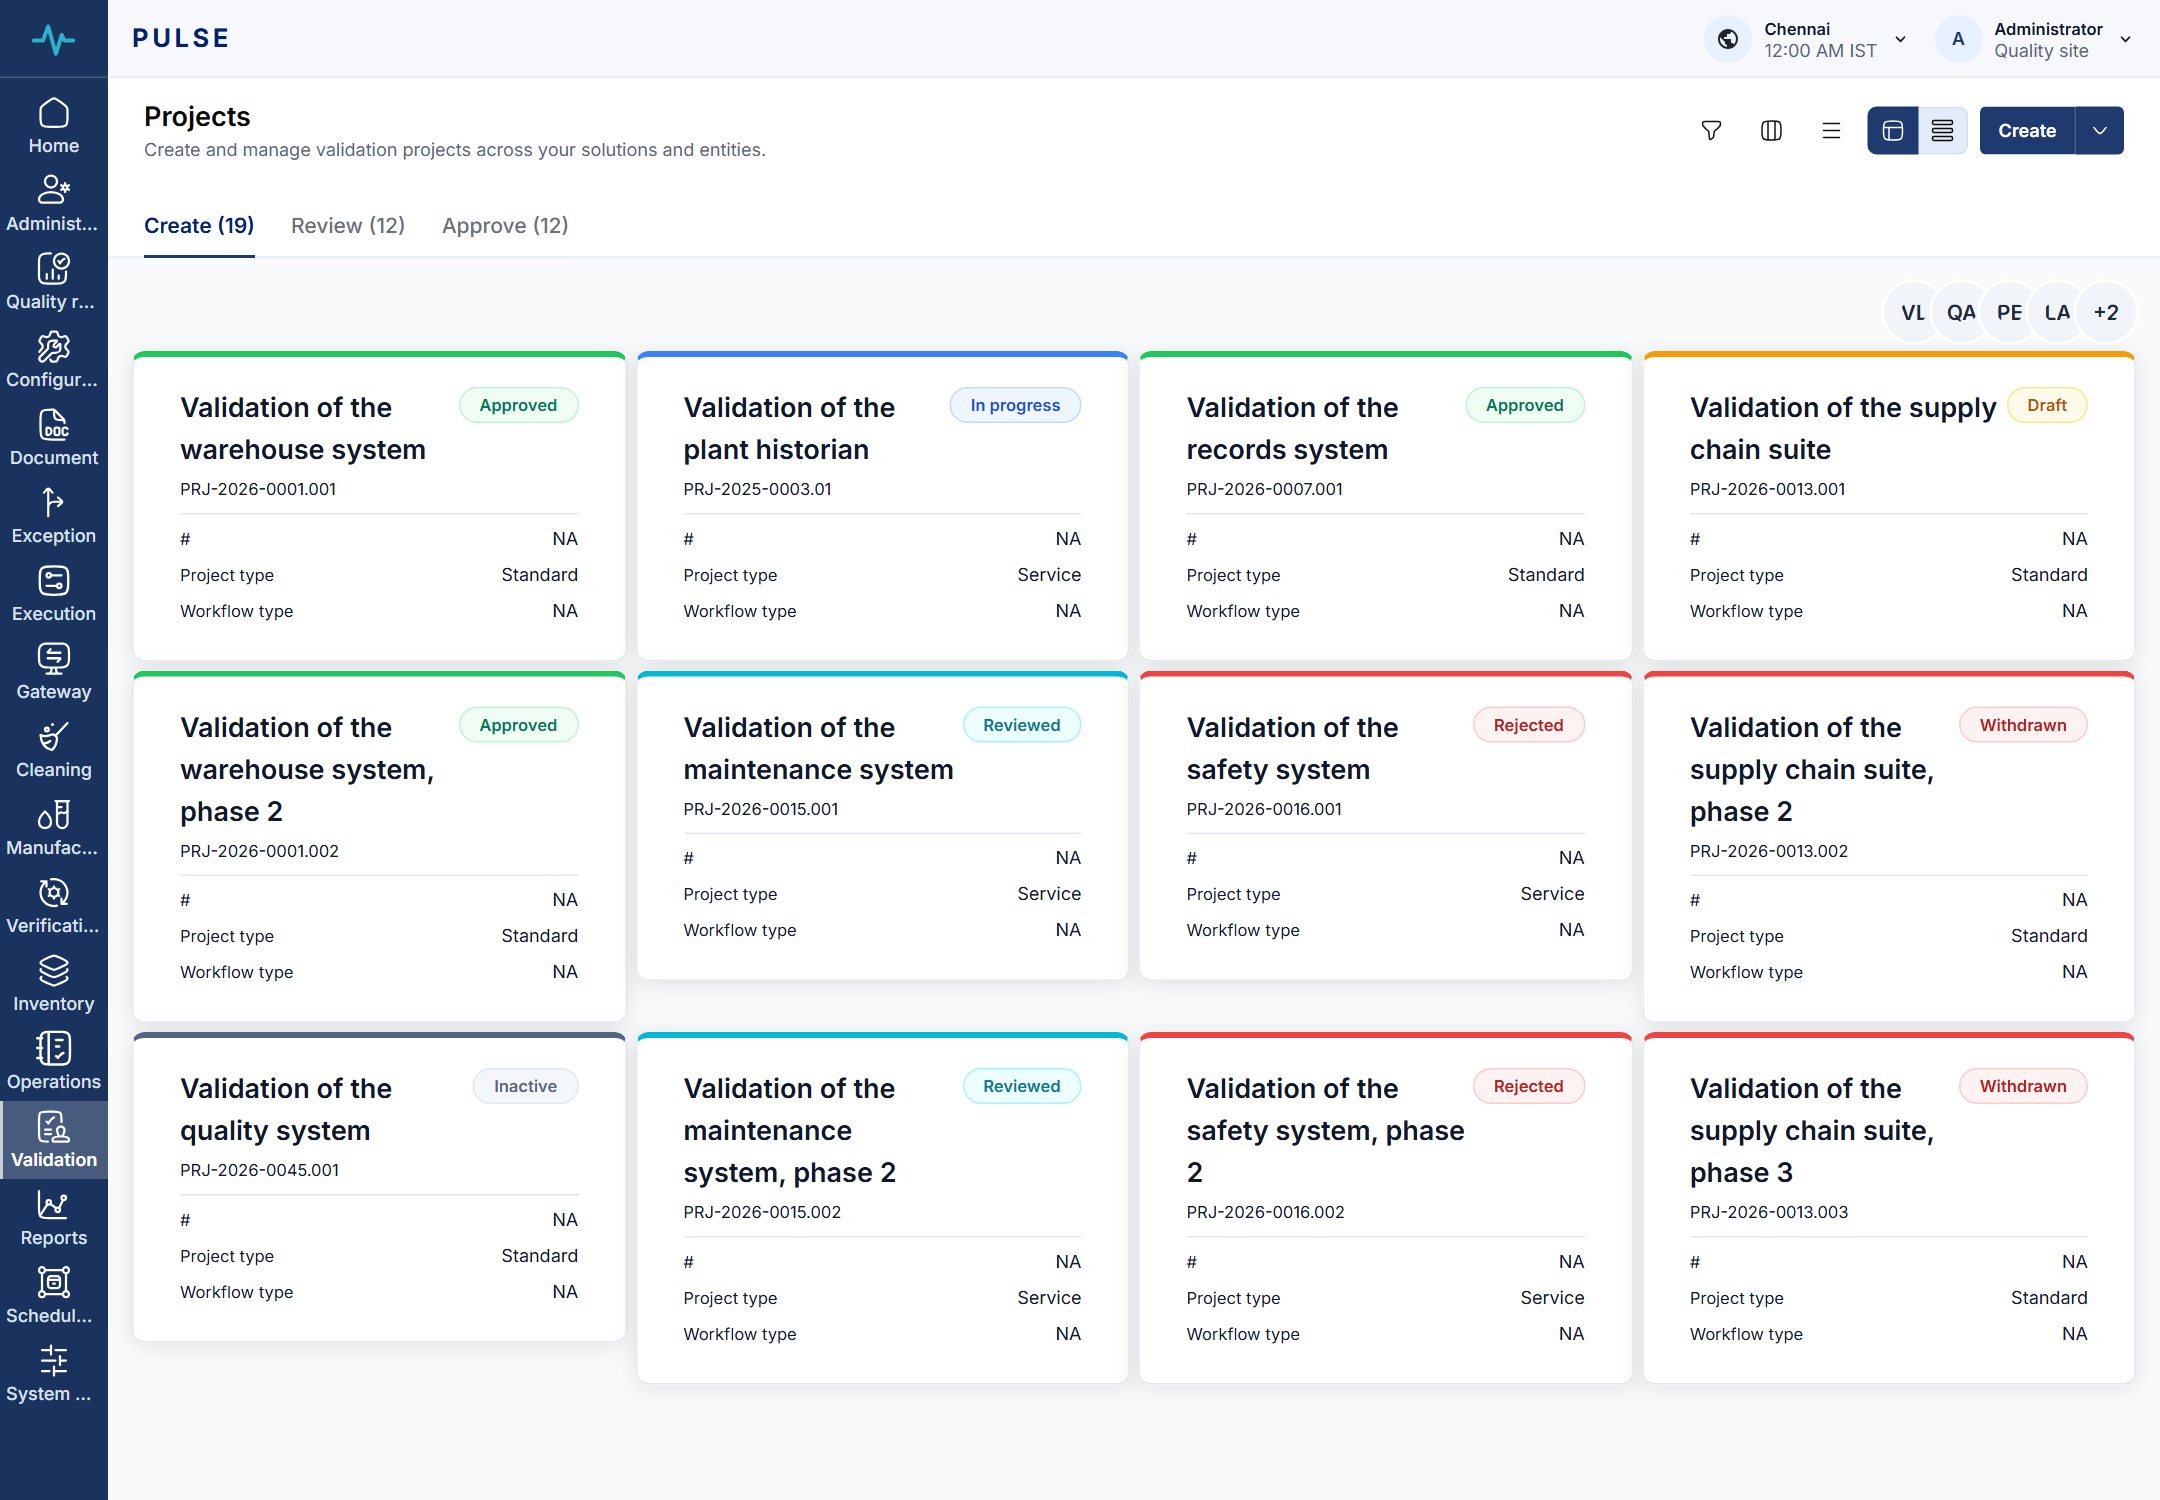 PULSE
Chennai
12:00 AM IST
A
Administrator
Quality site
Home
Administ...
Quality r...
Configur...
DOC
Document
Exception
Execution
Gateway
Cleaning
Manufac...
Verificati...
Inventory
Operations
Validation
Reports
Schedul...
System ...
Projects
Create and manage validation projects across your solutions and entities.
Create
Create (19)
Review (12)
Approve (12)
VL
QA
PE
LA
+2
Validation of the
warehouse system
Approved
PRJ-2026-0001.001
# NA
Project type Standard
Workflow type NA
Validation of the
plant historian
In progress
PRJ-2025-0003.01
# NA
Project type Service
Workflow type NA
Validation of the
records system
Approved
PRJ-2026-0007.001
# NA
Project type Standard
Workflow type NA
Validation of the supply
chain suite
Draft
PRJ-2026-0013.001
# NA
Project type Standard
Workflow type NA
Validation of the
warehouse system,
phase 2
Approved
PRJ-2026-0001.002
# NA
Project type Standard
Workflow type NA
Validation of the
maintenance system
Reviewed
PRJ-2026-0015.001
# NA
Project type Service
Workflow type NA
Validation of the
safety system
Rejected
PRJ-2026-0016.001
# NA
Project type Service
Workflow type NA
Validation of the
supply chain suite,
phase 2
Withdrawn
PRJ-2026-0013.002
# NA
Project type Standard
Workflow type NA
Validation of the
quality system
Inactive
PRJ-2026-0045.001
# NA
Project type Standard
Workflow type NA
Validation of the
maintenance
system, phase 2
Reviewed
PRJ-2026-0015.002
# NA
Project type Service
Workflow type NA
Validation of the
safety system, phase
2
Rejected
PRJ-2026-0016.002
# NA
Project type Service
Workflow type NA
Validation of the
supply chain suite,
phase 3
Withdrawn
PRJ-2026-0013.003
# NA
Project type Standard
Workflow type NA